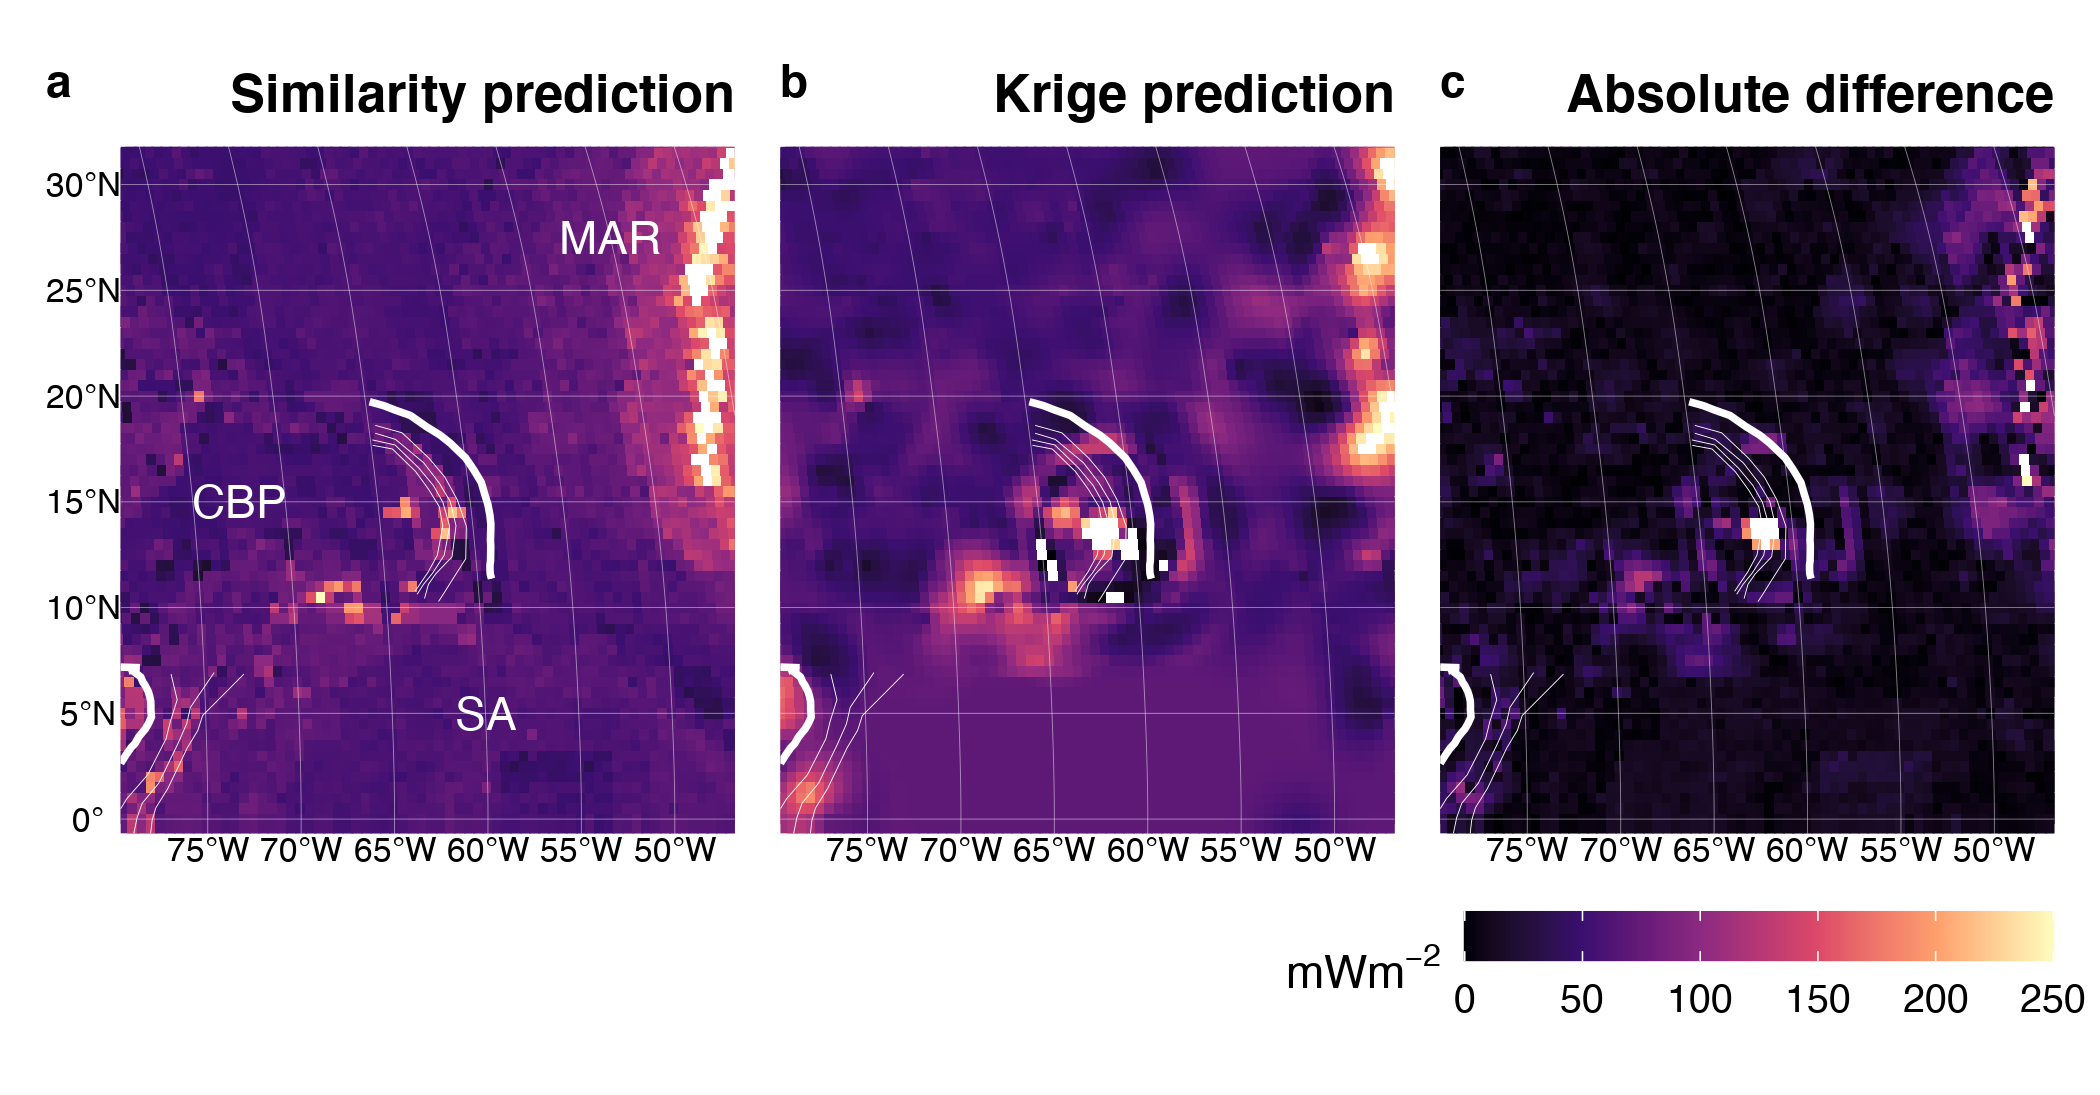 a Similarity prediction
b Krige prediction
c Absolute difference
30°N
25°N
20°N
15°N
10°N
5°N
0°
MAR
CBP
SA
75°W 70°W 65°W 60°W 55°W 50°W
75°W 70°W 65°W 60°W 55°W 50°W
75°W 70°W 65°W 60°W 55°W 50°W
mWm⁻²
0 50 100 150 200 250